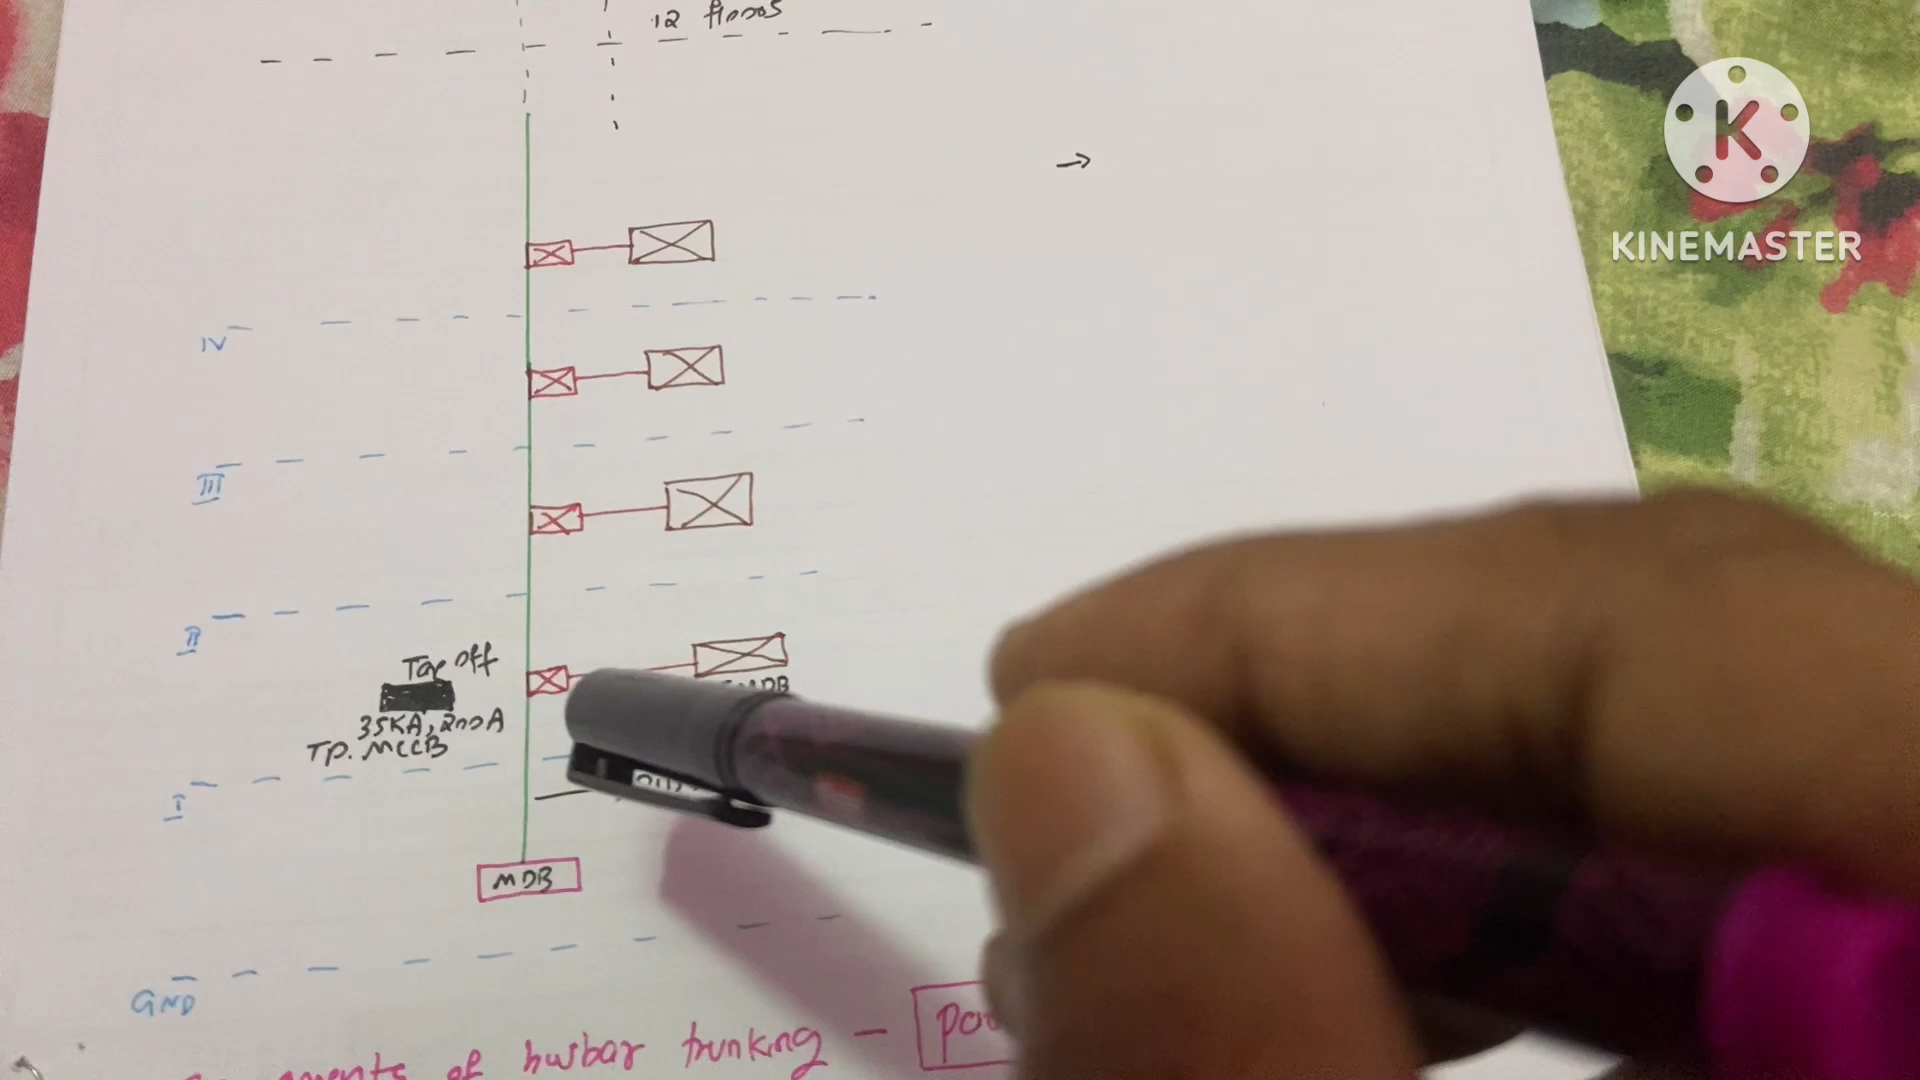 12 floors
→
K
KINEMASTER
IV
III
II
Tap off
35KA, 200A
TP. MCCB
I
MDB
GND
of busbar trunking –